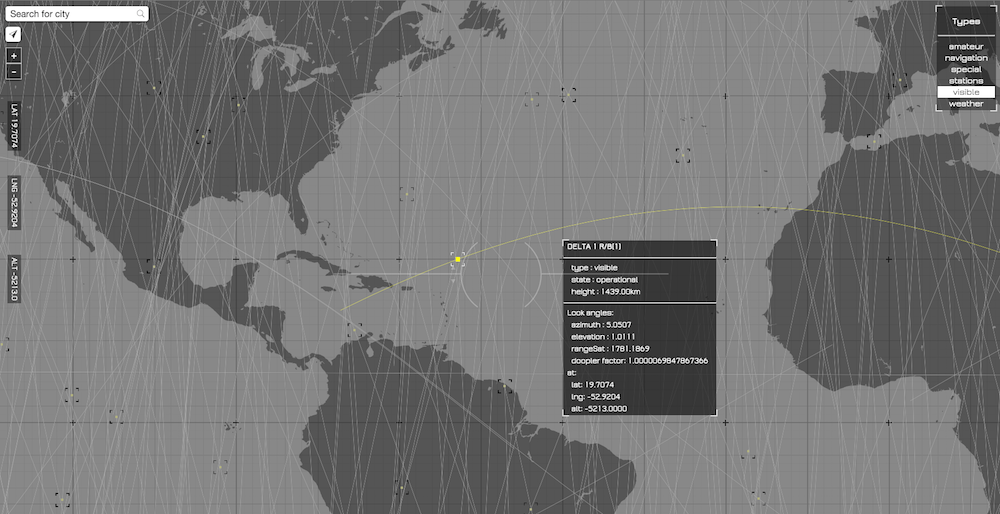 Search for city
+
-
LAT 19.7074
LNG -52.9204
ALT -5213.0
Types
amateur
navigation
special
stations
visible
weather
DELTA 1 R/B[1]
type : visible
state : operational
height : 1439.00km
Look angles:
azimuth : 5.0507
elevation : 1.0111
rangeSat : 1781.1869
doopler factor: 1.0000069847867366
at:
lat: 19.7074
lng: -52.9204
alt: -5213.0000